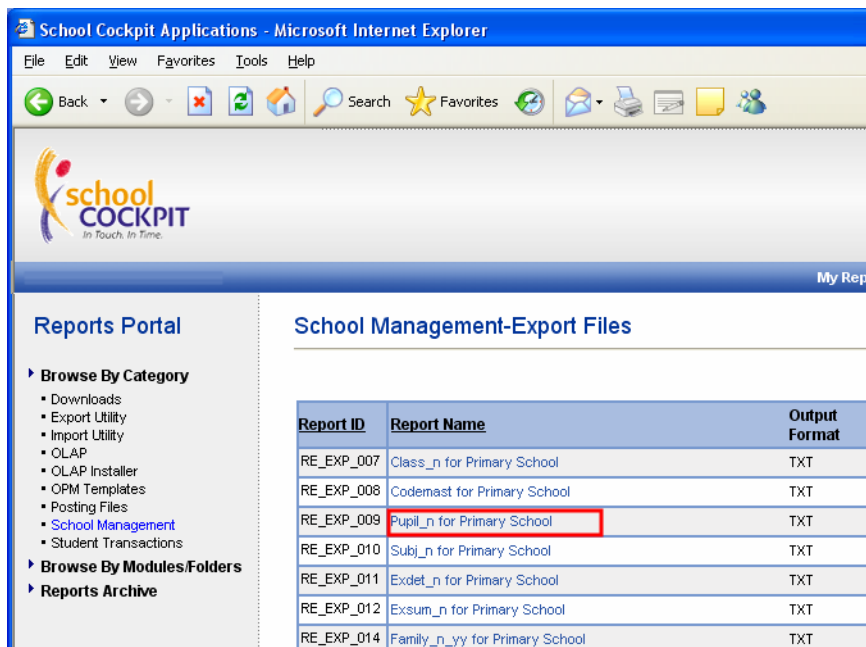 School Cockpit Applications - Microsoft Internet Explorer
File Edit View Favorites Tools Help
Back Search Favorites
school
COCKPIT
In Touch. In Time.
My Rep
Reports Portal
Browse By Category
Downloads
Export Utility
Import Utility
OLAP
OLAP Installer
OPM Templates
Posting Files
School Management
Student Transactions
Browse By Modules/Folders
Reports Archive
School Management-Export Files
Report ID Report Name Output Format
RE_EXP_007 Class_n for Primary School TXT
RE_EXP_008 Codemast for Primary School TXT
RE_EXP_009 Pupil_n for Primary School TXT
RE_EXP_010 Subj_n for Primary School TXT
RE_EXP_011 Exdet_n for Primary School TXT
RE_EXP_012 Exsum_n for Primary School TXT
RE_EXP_014 Family_n_yy for Primary School TXT